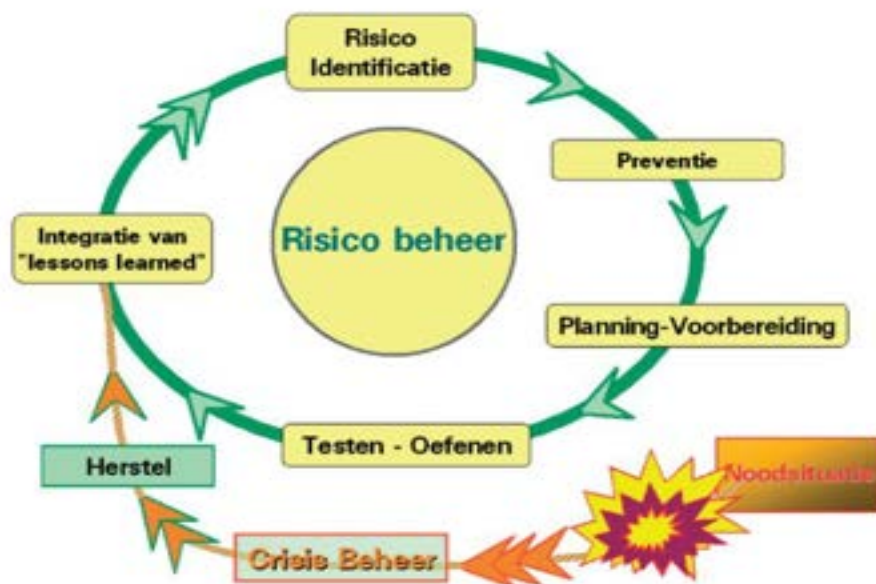 Risico
Identificatie
Preventie
Integratie van
"lessons learned"
Risico beheer
Planning-Voorbereiding
Testen - Oefenen
Herstel
Noodsituatie
Crisis Beheer